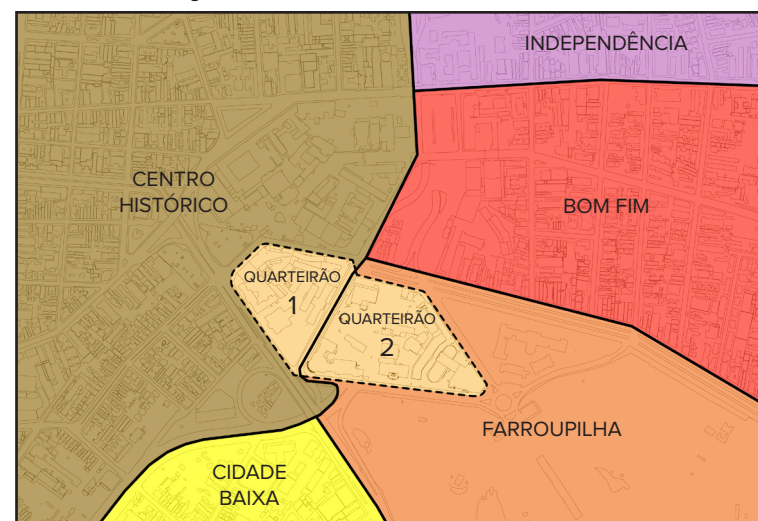 INDEPENDÊNCIA
CENTRO
HISTÓRICO
BOM FIM
QUARTEIRÃO
1
QUARTEIRÃO
2
FARROUPILHA
CIDADE
BAIXA